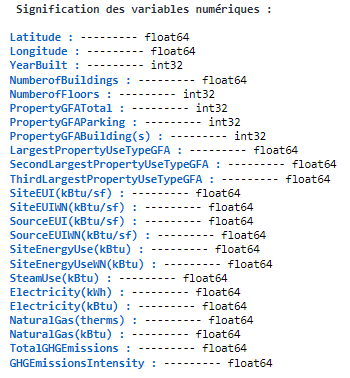 Signification des variables numériques :
Latitude : --------- float64
Longitude : --------- float64
YearBuilt : --------- int32
NumberofBuildings : --------- float64
NumberofFloors : --------- int32
PropertyGFATotal : --------- int32
PropertyGFAParking : --------- int32
PropertyGFABuilding(s) : --------- int32
LargestPropertyUseTypeGFA : --------- float64
SecondLargestPropertyUseTypeGFA : --------- float64
ThirdLargestPropertyUseTypeGFA : --------- float64
SiteEUI(kBtu/sf) : --------- float64
SiteEUIWN(kBtu/sf) : --------- float64
SourceEUI(kBtu/sf) : --------- float64
SourceEUIWN(kBtu/sf) : --------- float64
SiteEnergyUse(kBtu) : --------- float64
SiteEnergyUseWN(kBtu) : --------- float64
SteamUse(kBtu) : --------- float64
Electricity(kWh) : --------- float64
Electricity(kBtu) : --------- float64
NaturalGas(therms) : --------- float64
NaturalGas(kBtu) : --------- float64
TotalGHGEmissions : --------- float64
GHGEmissionsIntensity : --------- float64